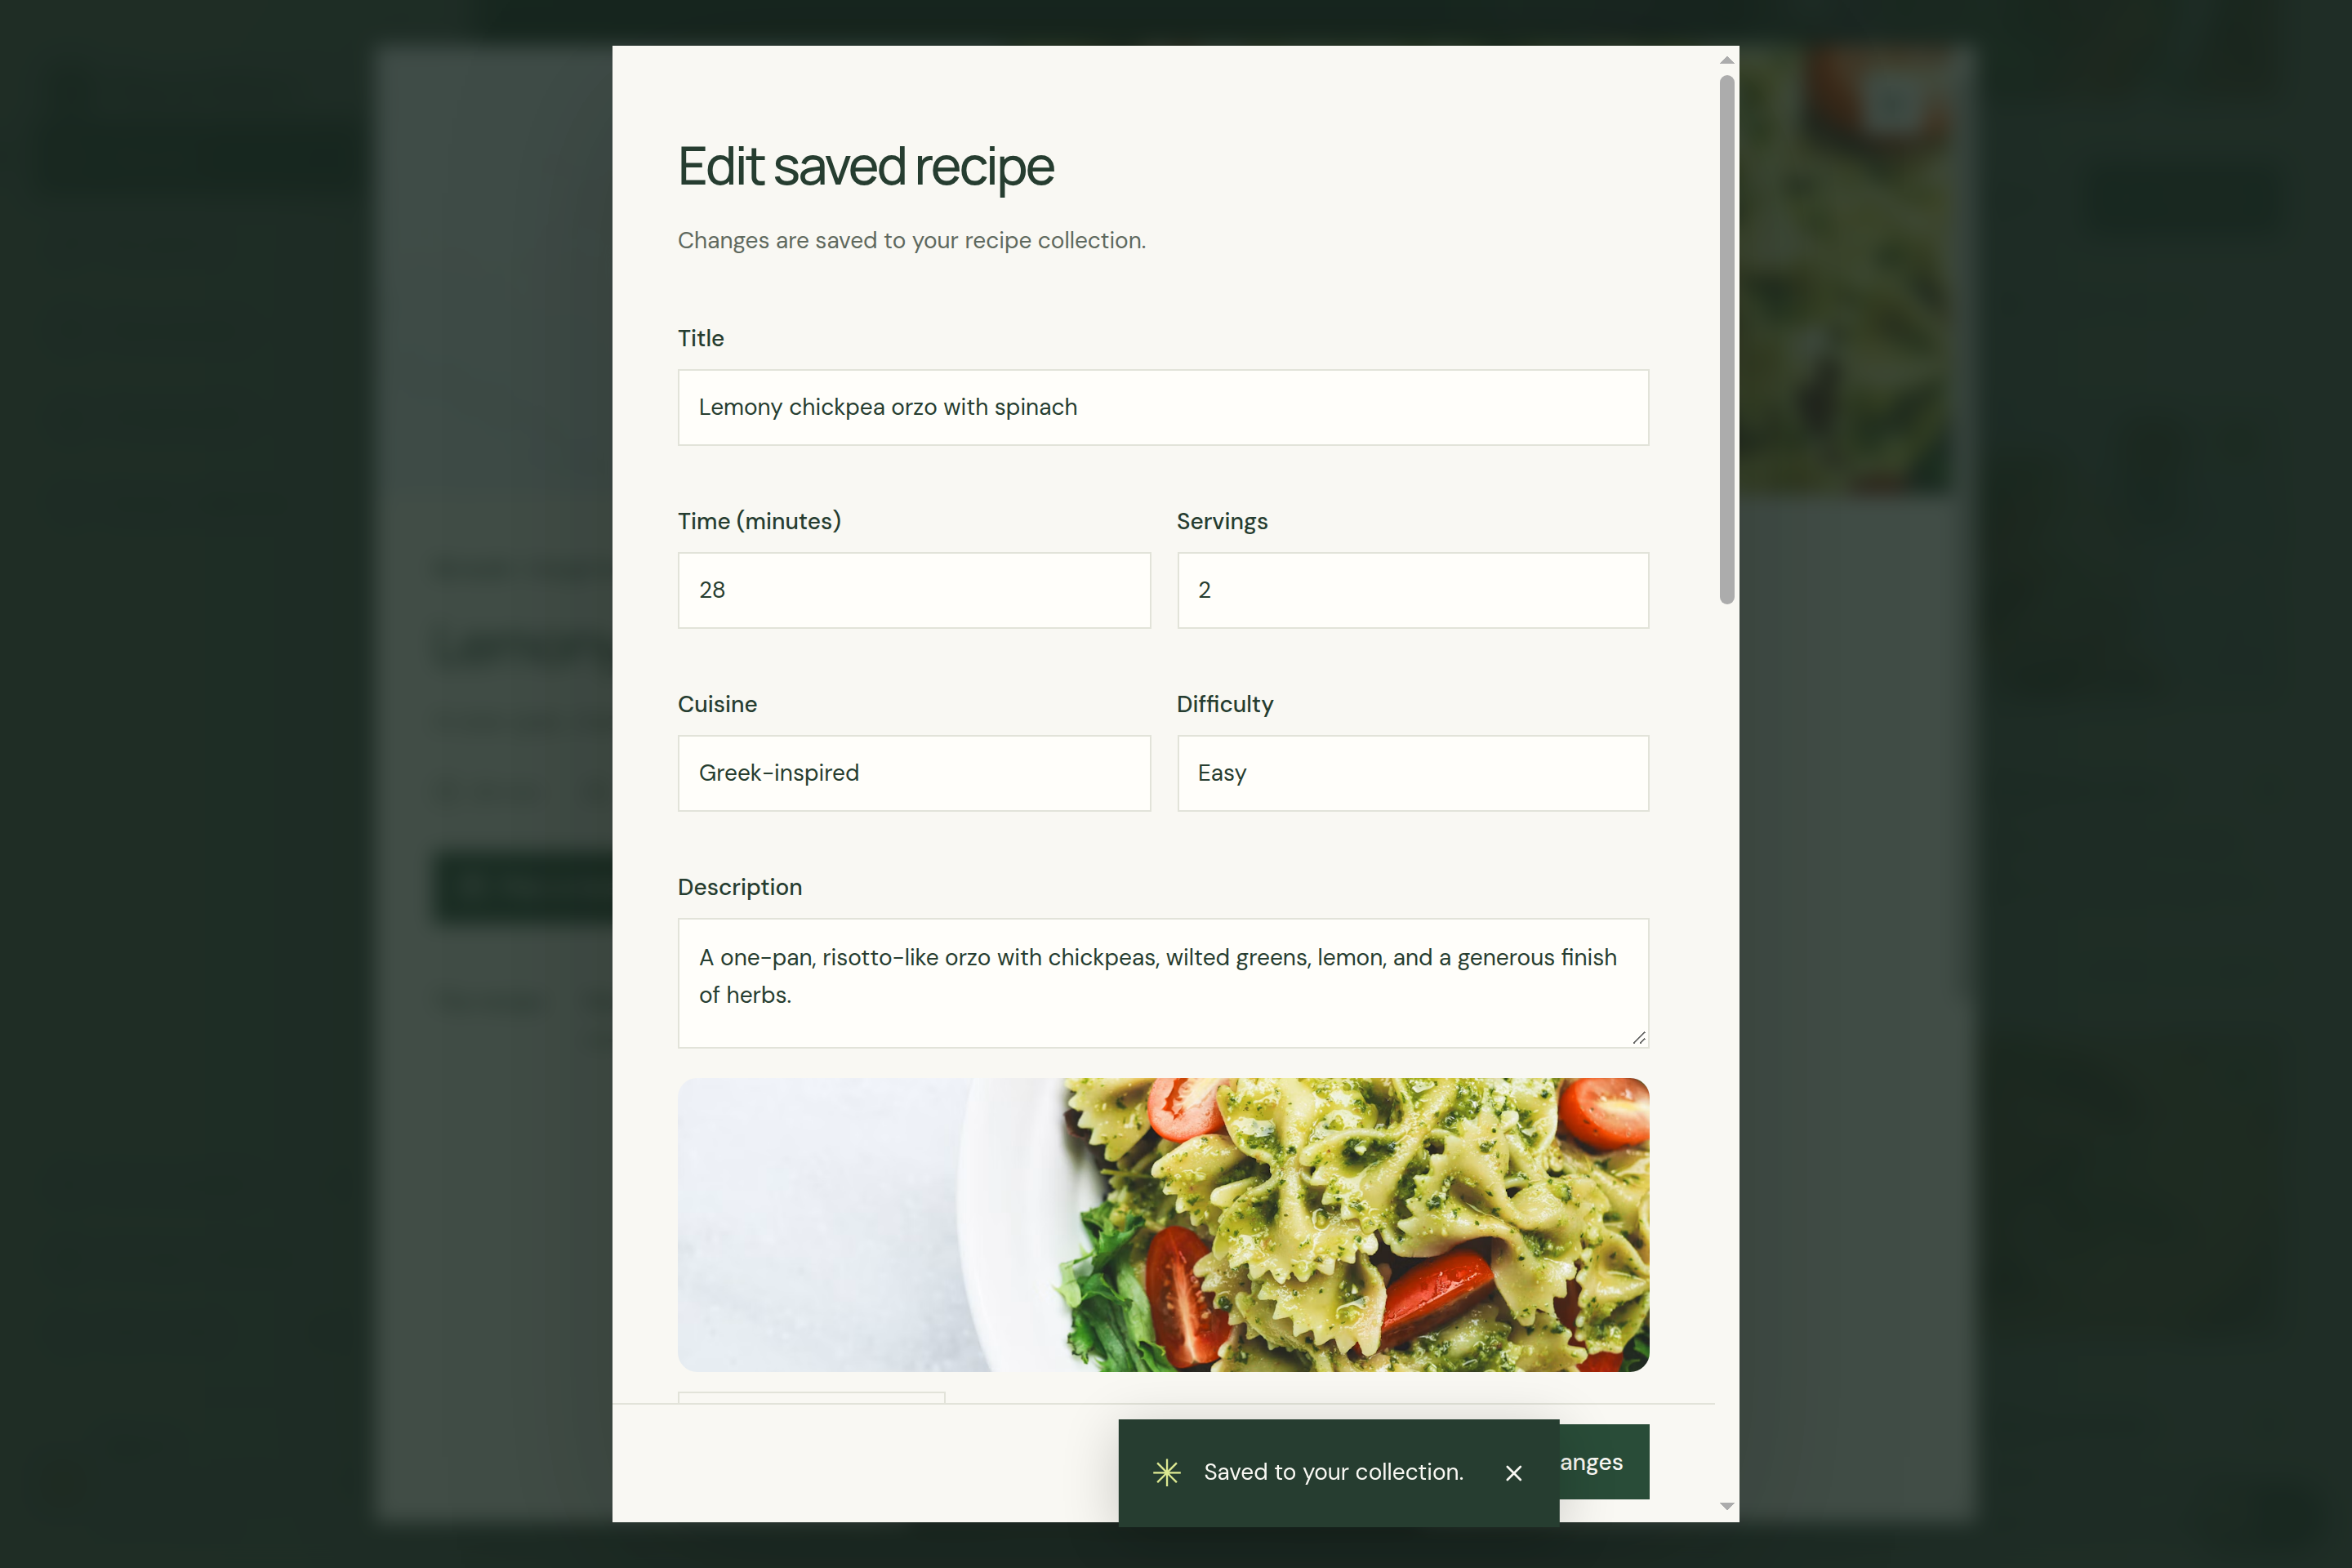 Edit saved recipe
Changes are saved to your recipe collection.
Title
Lemony chickpea orzo with spinach
Time (minutes)
Servings
28
2
Cuisine
Difficulty
Greek-inspired
Easy
Description
A one-pan, risotto-like orzo with chickpeas, wilted greens, lemon, and a generous finish
of herbs.
Saved to your collection.
anges